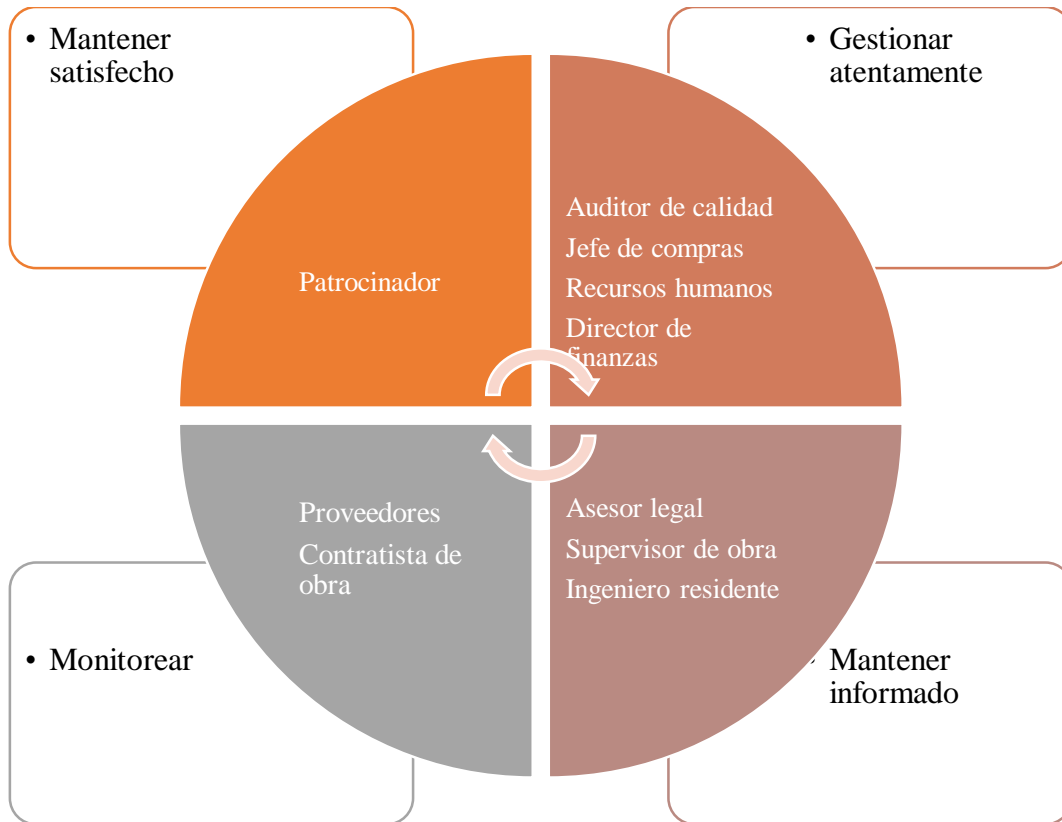 • Mantener
satisfecho
• Gestionar
atentamente
Patrocinador
Auditor de calidad
Jefe de compras
Recursos humanos
Director de
finanzas
Proveedores
Contratista de
obra
Asesor legal
Supervisor de obra
Ingeniero residente
• Monitorear
• Mantener
informado